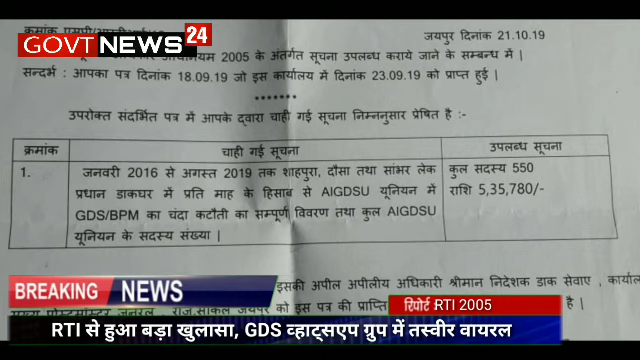 जयपुर दिनांक 21.10.19
GOVT NEWS 24
2005 के अंतर्गत सूचना उपलब्ध कराये जाने के सम्बन्ध में |
सन्दर्भ : आपका पत्र दिनांक 18.09.19 जो इस कार्यालय में दिनांक 23.09.19 को प्राप्त हुई |
*******
उपरोक्त संदर्भित पत्र में आपके द्वारा चाही गई सूचना निम्ननुसार प्रेषित है :-
क्रमांक चाही गई सूचना उपलब्ध सूचना
1. जनवरी 2016 से अगस्त 2019 तक शाहपुरा, दौसा तथा सांभर लेक कुल सदस्य 550
प्रधान डाकघर में प्रति माह के हिसाब से AIGDSU यूनियन में राशि 5,35,780/-
GDS/BPM का चंदा कटौती का सम्पूर्ण विवरण तथा कुल AIGDSU
यूनियन के सदस्य संख्या |
BREAKING NEWS
इसकी अपील अपीलीय अधिकारी श्रीमान निदेशक डाक सेवाए ,
को इस पत्र की प्राप्ति है |
रिपोर्ट RTI 2005
RTI से हुआ बड़ा खुलासा, GDS व्हाट्सएप ग्रुप में तस्वीर वायरल